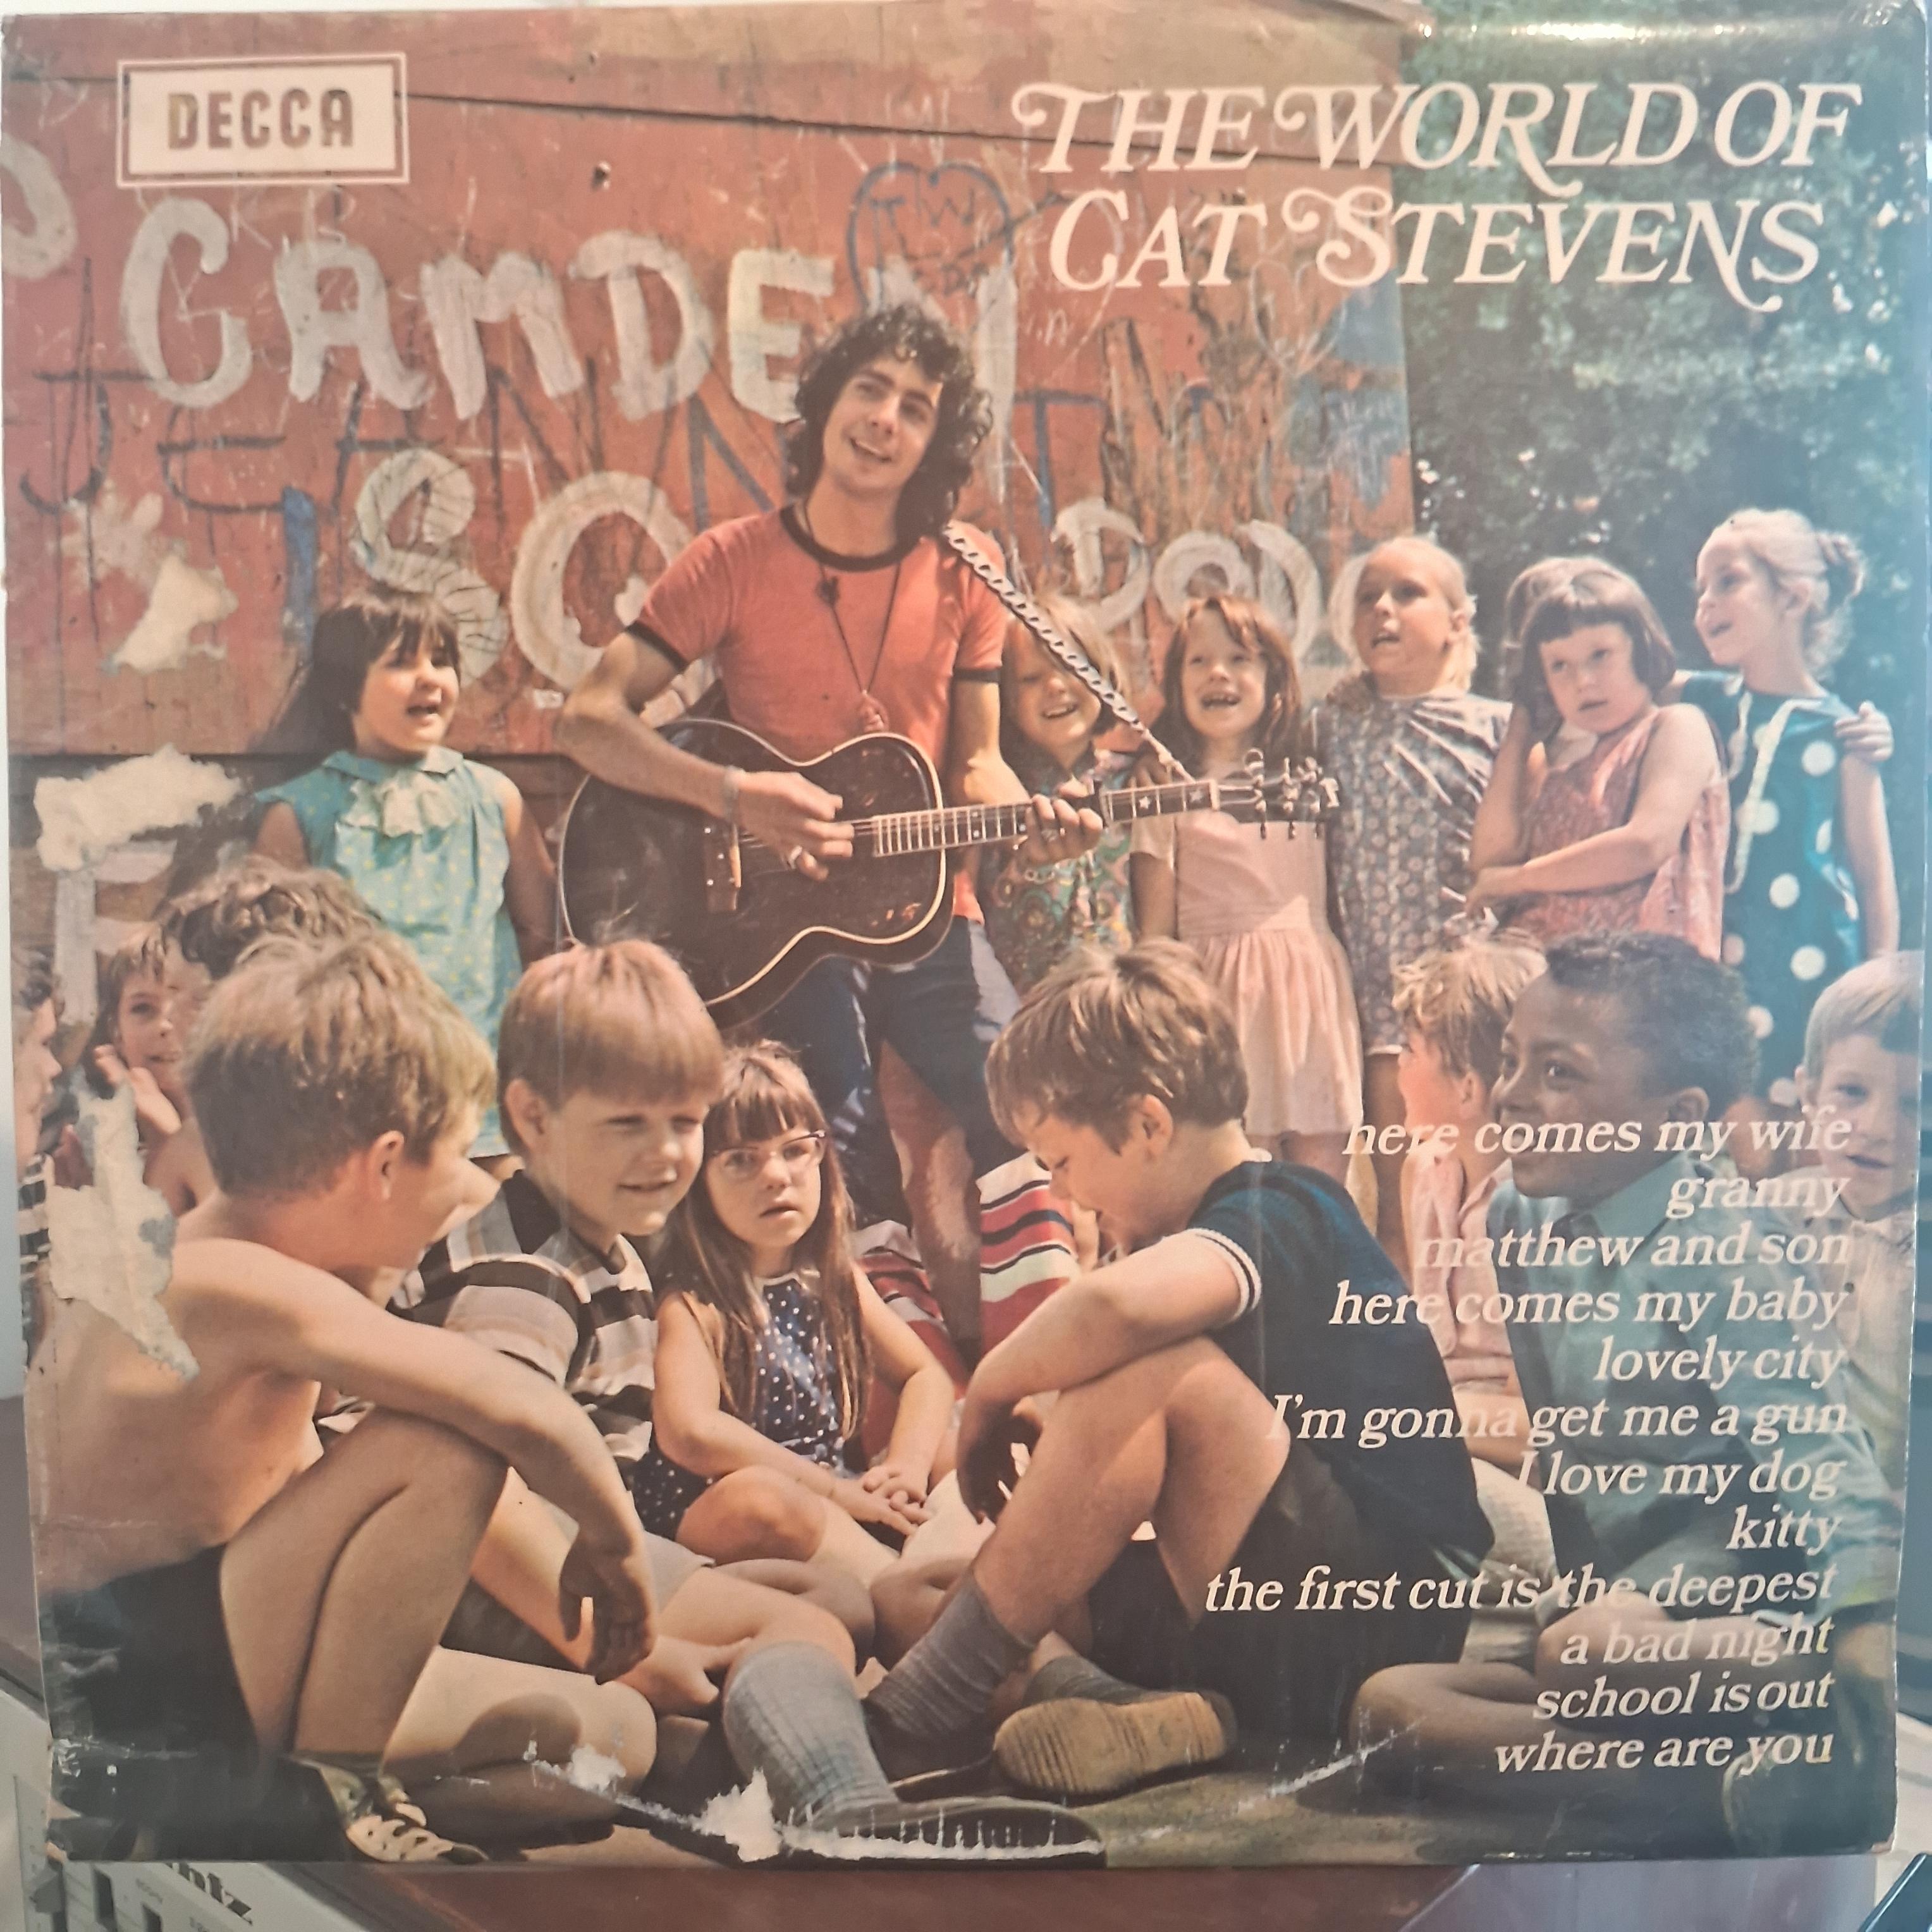 DECCA
THE WORLD OF
CAT STEVENS
CAMDEN
JEANNETTE
SQ
here comes my wife
granny
matthew and son
here comes my baby
lovely city
I'm gonna get me a gun
I love my dog
kitty
the first cut is the deepest
a bad night
school is out
where are you